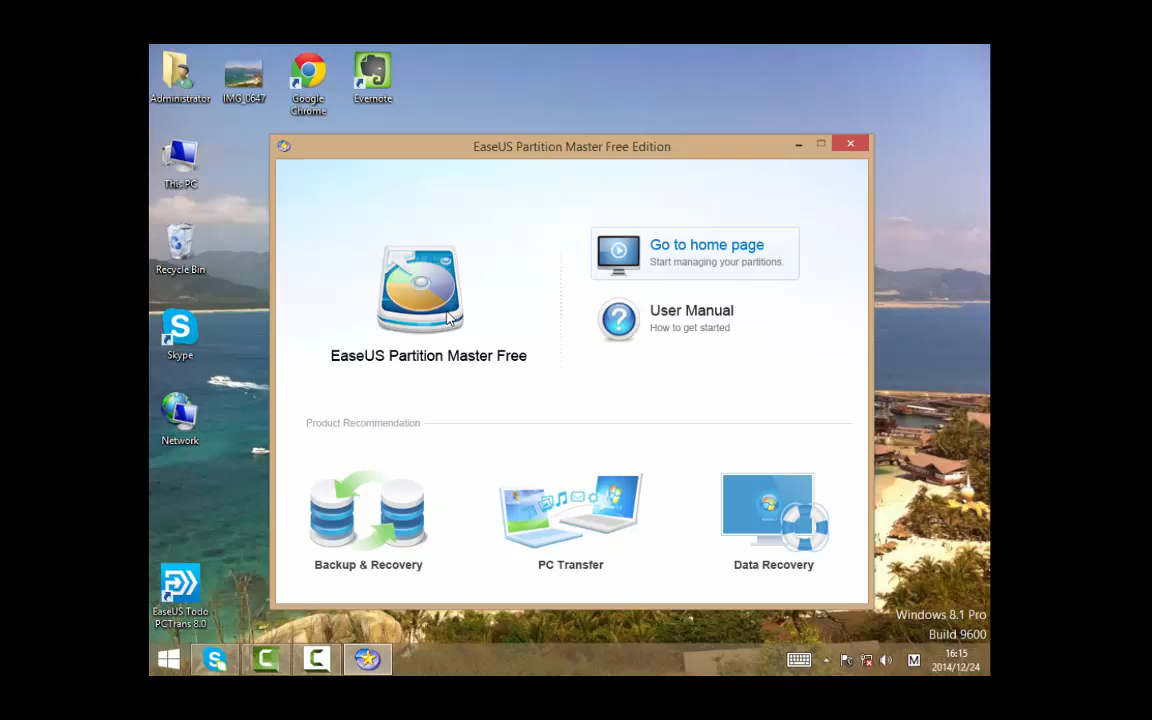 Administrator
IMG_0647
Google
Chrome
Evernote
This PC
Recycle Bin
Skype
Network
EaseUS Todo
PCTrans 8.0
EaseUS Partition Master Free Edition
Go to home page
Start managing your partitions.
User Manual
How to get started
EaseUS Partition Master Free
Product Recommendation
Backup & Recovery
PC Transfer
Data Recovery
Windows 8.1 Pro
Build 9600
M
16:15
2014/12/24